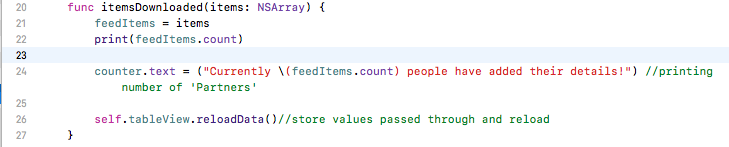 20 func itemsDownloaded(items: NSArray) {
21 feedItems = items
22 print(feedItems.count)
23
24 counter.text = ("Currently \(feedItems.count) people have added their details!") //printing
number of 'Partners'
25
26 self.tableView.reloadData()//store values passed through and reload
27 }